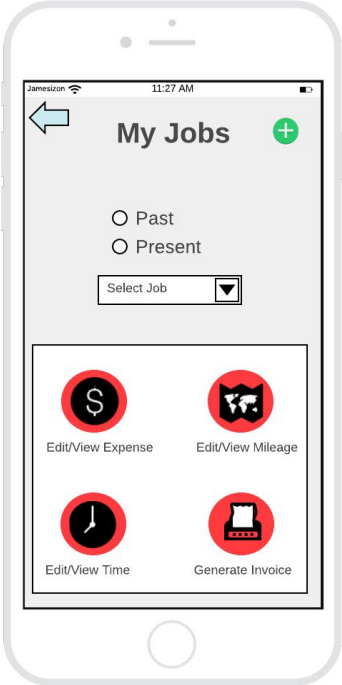 Jamesizon 11:27 AM
My Jobs
Past
Present
Select Job
$
Edit/View Expense Edit/View Mileage
Edit/View Time Generate Invoice